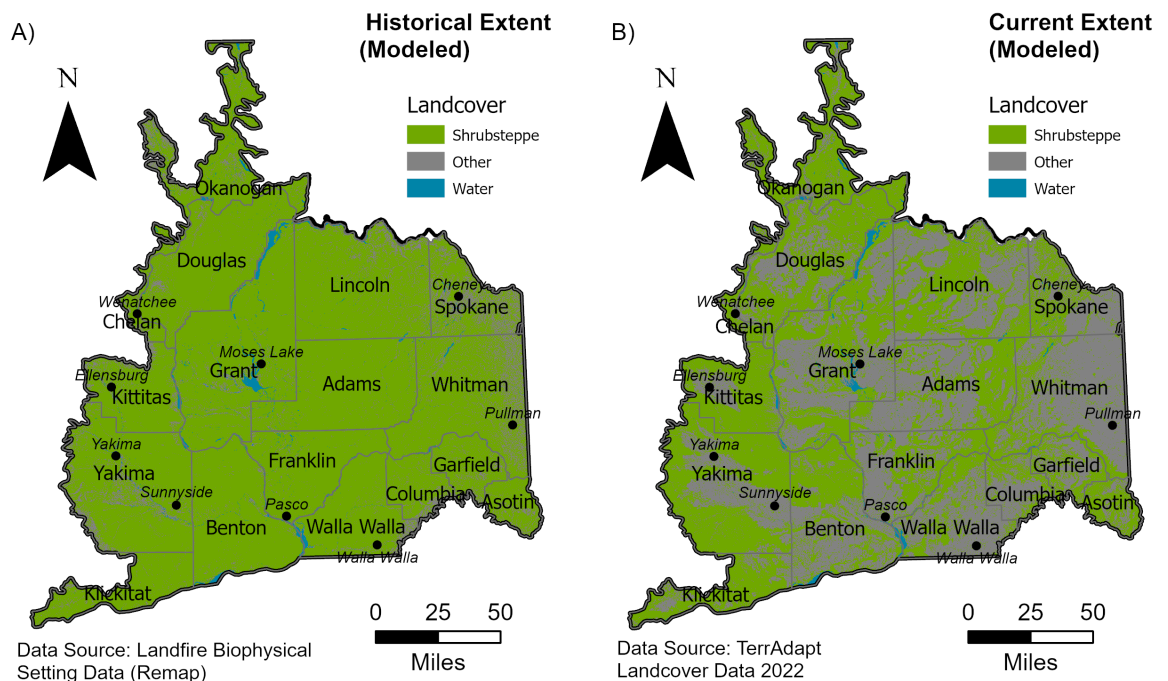 A)
Historical Extent
(Modeled)
N
Landcover
Shrubsteppe
Other
Water
Okanogan
Douglas
Lincoln
Cheney
Spokane
Wenatchee
Chelan
Moses Lake
Grant
Adams
Whitman
Ellensburg
Kittitas
Pullman
Yakima
Yakima
Franklin
Garfield
Sunnyside
Columbia
Asotin
Pasco
Benton
Walla Walla
Walla Walla
Klickitat
0 25 50
Miles
Data Source: Landfire Biophysical
Setting Data (Remap)
B)
Current Extent
(Modeled)
N
Landcover
Shrubsteppe
Other
Water
Okanogan
Douglas
Lincoln
Cheney
Spokane
Wenatchee
Chelan
Moses Lake
Grant
Adams
Whitman
Ellensburg
Kittitas
Pullman
Yakima
Yakima
Franklin
Garfield
Sunnyside
Columbia
Asotin
Pasco
Benton
Walla Walla
Walla Walla
Klickitat
0 25 50
Miles
Data Source: TerrAdapt
Landcover Data 2022